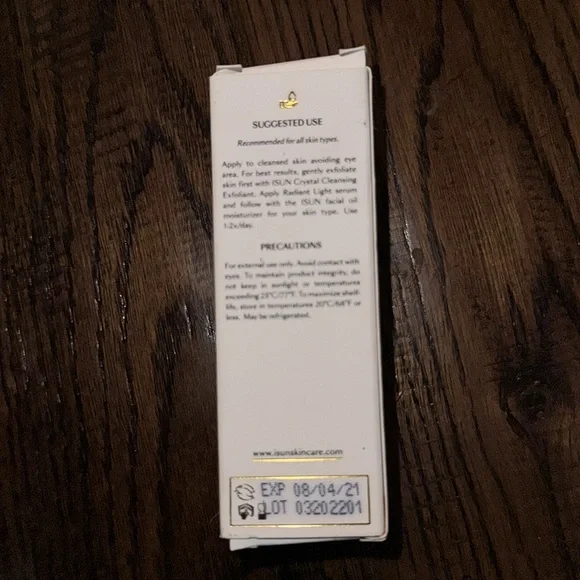 SUGGESTED USE
Recommended for all skin types.
Apply to cleansed skin avoiding eye
area. For best results, gently exfoliate
skin first with ISUN Crystal Cleansing
Exfoliant. Apply Radiant Light serum
and follow with the ISUN facial oil
moisturizer for your skin type. Use
1-2x/day.
PRECAUTIONS
For external use only. Avoid contact with
eyes. To maintain product integrity, do
not keep in sunlight or temperatures
exceeding 25°C/77°F. To maximize shelf-
life, store in temperatures 20°C/68°F or
less. May be refrigerated.
www.isunskincare.com
EXP 08/04/21
LOT 03202201